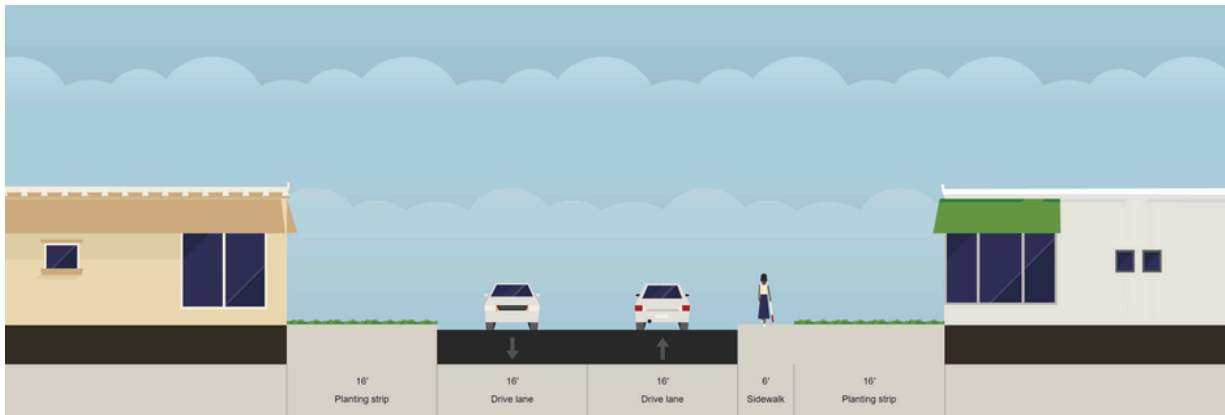 16' 16' 16' 6' 16'
Planting strip Drive lane Drive lane Sidewalk Planting strip